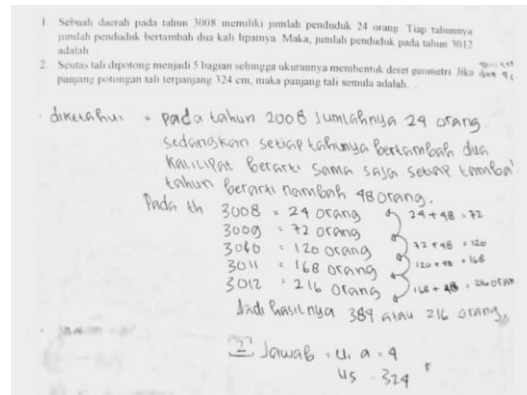 1 Sebuah daerah pada tahun 3008 memiliki jumlah penduduk 24 orang Tiap tahunnya
jumlah penduduk bertambah dua kali lipatnya. Maka, jumlah penduduk pada tahun 3012
adalah
2. Seutas tali dipotong menjadi 5 bagian sehingga ukurannya membentuk deret geometri Jika
panjang potongan tali terpanjang 324 cm, maka panjang tali semula adalah
diketahui = pada tahun 2008 Jumlahnya 24 orang.
sedangkan setiap tahunya bertambah dua
kalilipat berarti sama saja setiap tamba
tahun berarti nambah 48 orang.
Pada th 3008 = 24 orang 24 + 48 = 72
3009 = 72 orang 72 + 48 = 120
3010 = 120 orang 120 + 48 = 168
3011 = 168 orang
3012 = 216 orang 168 + 48 = 216 oran
Jadi hasilnya 384 atau 216 orang,
2 Jawab = U1 a = 4
U5 - 324 r